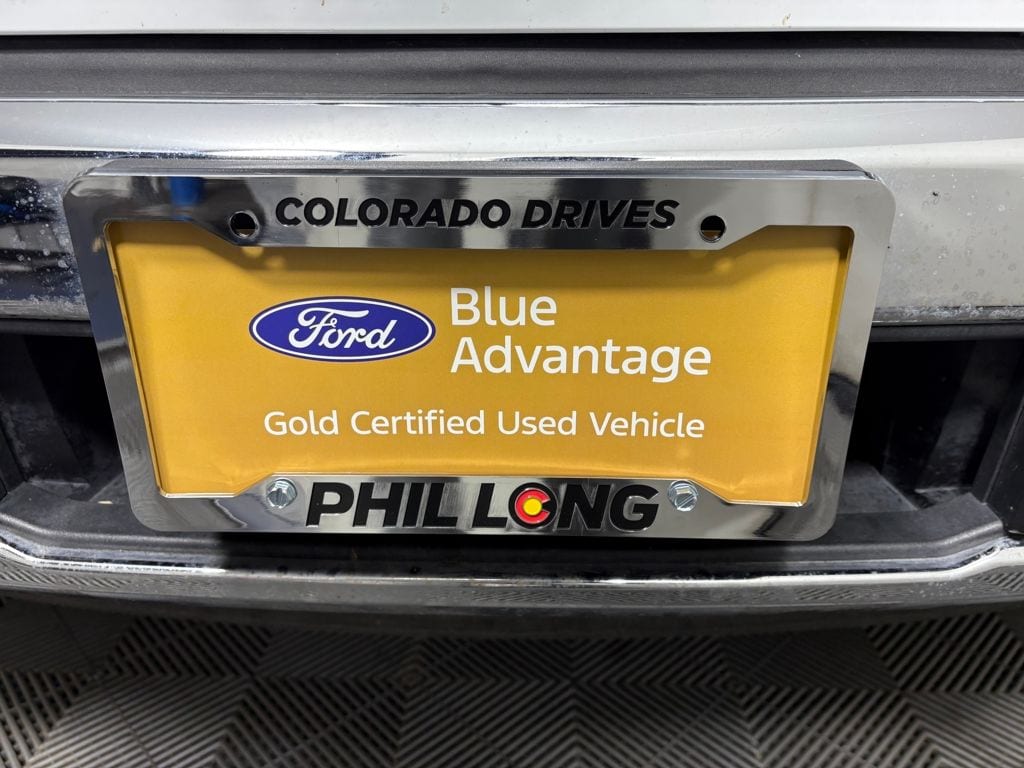 COLORADO DRIVES
Ford
Blue
Advantage
Gold Certified Used Vehicle
PHIL LONG